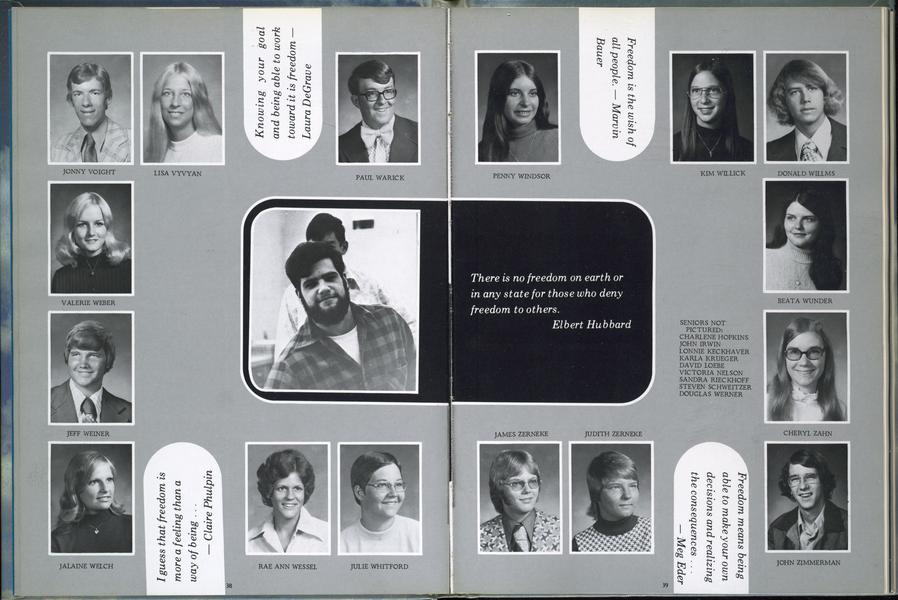 Knowing your goal
and being able to work
toward it is freedom —
Laura DeGrave
JONNY VOIGHT
LISA VYVYAN
PAUL WARICK
VALERIE WEBER
JEFF WEINER
JALAINE WELCH
I guess that freedom is
more a feeling than a
way of being . . .
— Claire Phulpin
RAE ANN WESSEL
JULIE WHITFORD
38
Freedom is the wish of
all people. — Marvin
Bauer
PENNY WINDSOR
KIM WILLICK
DONALD WILLMS
There is no freedom on earth or
in any state for those who deny
freedom to others.
Elbert Hubbard
BEATA WUNDER
SENIORS NOT
PICTURED:
CHARLENE HOPKINS
JOHN IRWIN
LONNIE KECKHAVER
KARLA KRUEGER
DAVID LOEBE
VICTORIA NELSON
SANDRA RIECKHOFF
STEVEN SCHWEITZER
DOUGLAS WERNER
CHERYL ZAHN
JAMES ZERNEKE
JUDITH ZERNEKE
Freedom means being
able to make your own
decisions and realizing
the consequences . . .
— Meg Eder
JOHN ZIMMERMAN
39